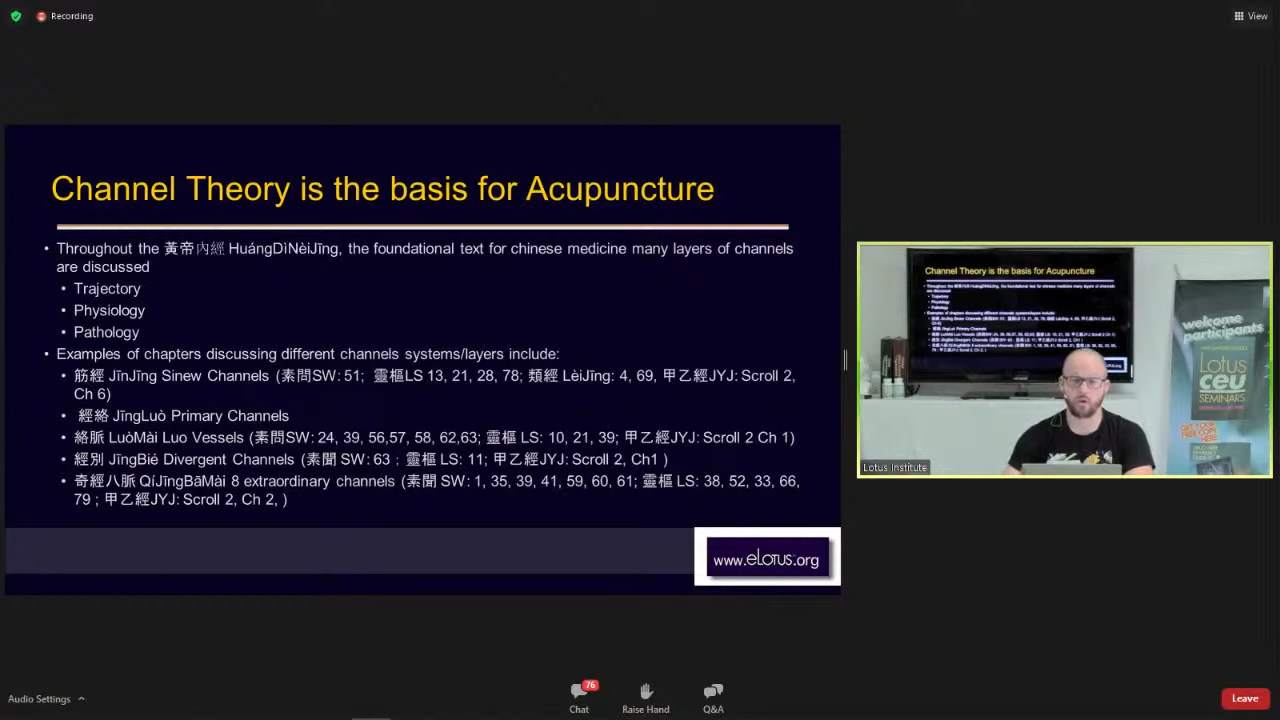 Recording
View
Channel Theory is the basis for Acupuncture
• Throughout the 黃帝內經 HuángDìNèiJīng, the foundational text for chinese medicine many layers of channels
are discussed
• Trajectory
• Physiology
• Pathology
• Examples of chapters discussing different channels systems/layers include:
• 筋經 JīnJīng Sinew Channels (素問SW: 51; 靈樞LS 13, 21, 28, 78; 類經 LèiJīng: 4, 69, 甲乙經JYJ: Scroll 2,
Ch 6)
• 經絡 JīngLuò Primary Channels
• 絡脈 LuòMài Luo Vessels (素問SW: 24, 39, 56,57, 58, 62,63; 靈樞 LS: 10, 21, 39; 甲乙經JYJ: Scroll 2 Ch 1)
• 經別 JīngBié Divergent Channels (素聞 SW: 63 ; 靈樞 LS: 11; 甲乙經JYJ: Scroll 2, Ch1 )
• 奇經八脈 QíJīngBāMài 8 extraordinary channels (素聞 SW: 1, 35, 39, 41, 59, 60, 61; 靈樞 LS: 38, 52, 33, 66,
79 ; 甲乙經JYJ: Scroll 2, Ch 2, )
www.eLOTUS.org
Channel Theory is the basis for Acupuncture
welcome
participants
LOTUS
ceu
SEMINARS
Lotus Institute
Audio Settings
76
Chat
Raise Hand
Q&A
Leave